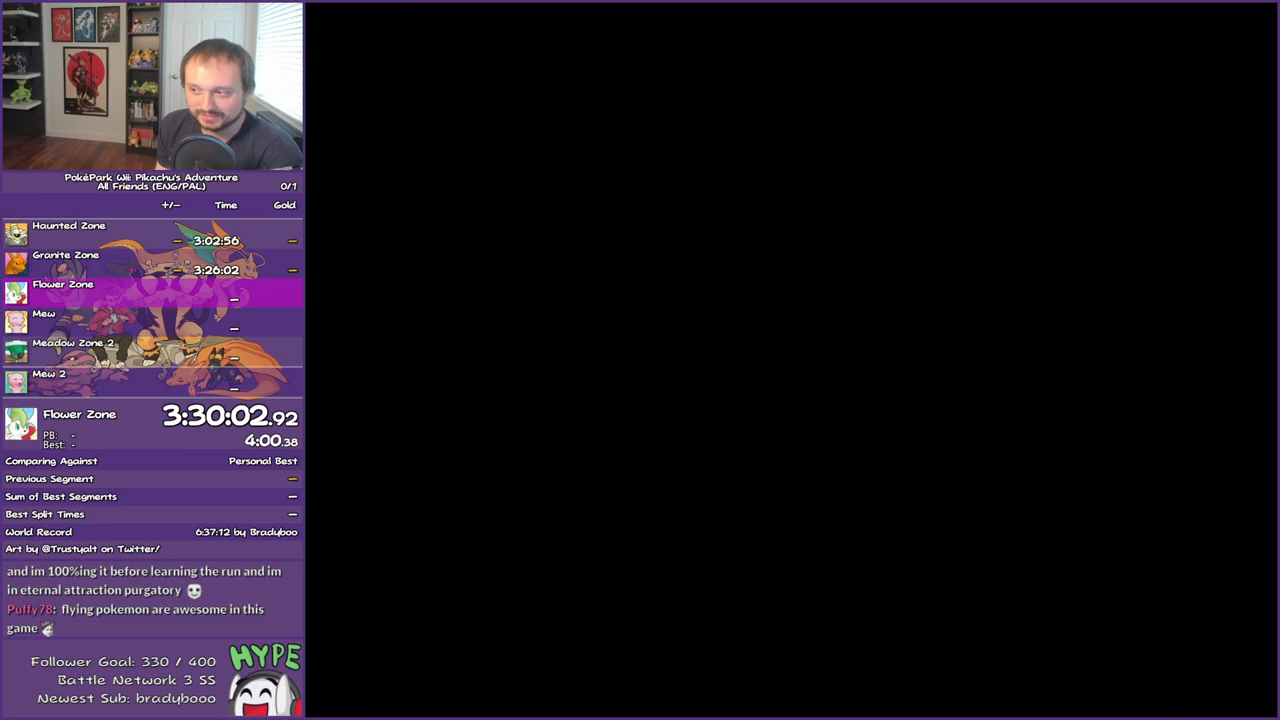 PokéPark Wii: Pikachu's Adventure
All Friends (ENG/PAL) 0/1
+/- Time Gold
Haunted Zone
– 3:02:56 –
Granite Zone
– 3:26:02 –
Flower Zone
–
Mew
–
Meadow Zone 2
–
Mew 2
–
Flower Zone 3:30:02.92
PB: -
Best: -
4:00.38
Comparing Against Personal Best
Previous Segment –
Sum of Best Segments –
Best Split Times –
World Record 6:37:12 by Bradyboo
Art by @Trustyalt on Twitter/
and im 100%ing it before learning the run and im
in eternal attraction purgatory
Puffy78: flying pokemon are awesome in this
game
HYPE
Follower Goal: 330 / 400
Battle Network 3 SS
Newest Sub: bradybooo